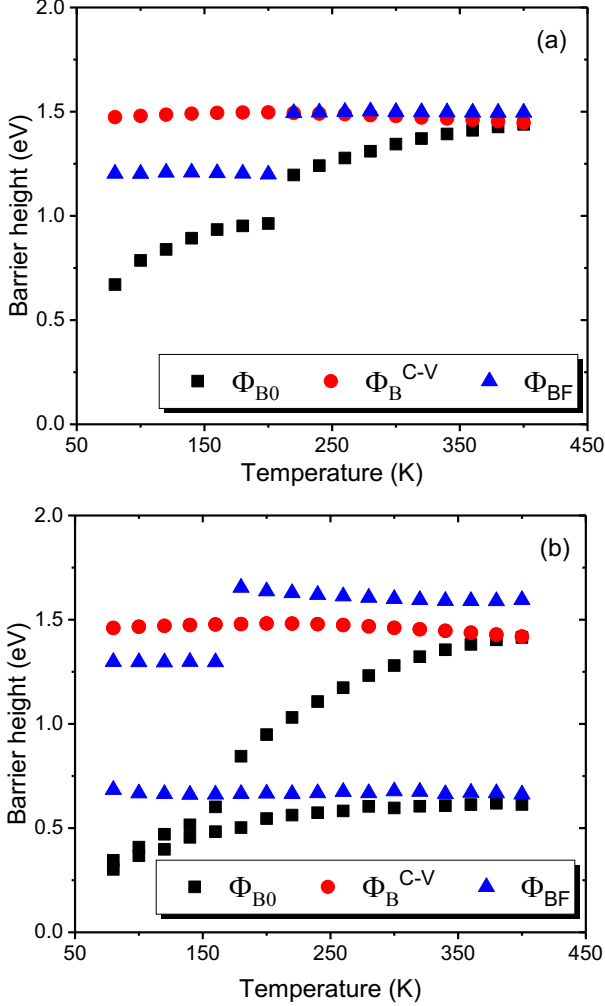 2.0
(a)
1.5
1.0
0.5
0.0
Barrier height (eV)
Φ_B0 Φ_B^C-V Φ_BF
50 150 250 350 450
Temperature (K)
2.0
(b)
1.5
1.0
0.5
0.0
Barrier height (eV)
Φ_B0 Φ_B^C-V Φ_BF
50 150 250 350 450
Temperature (K)